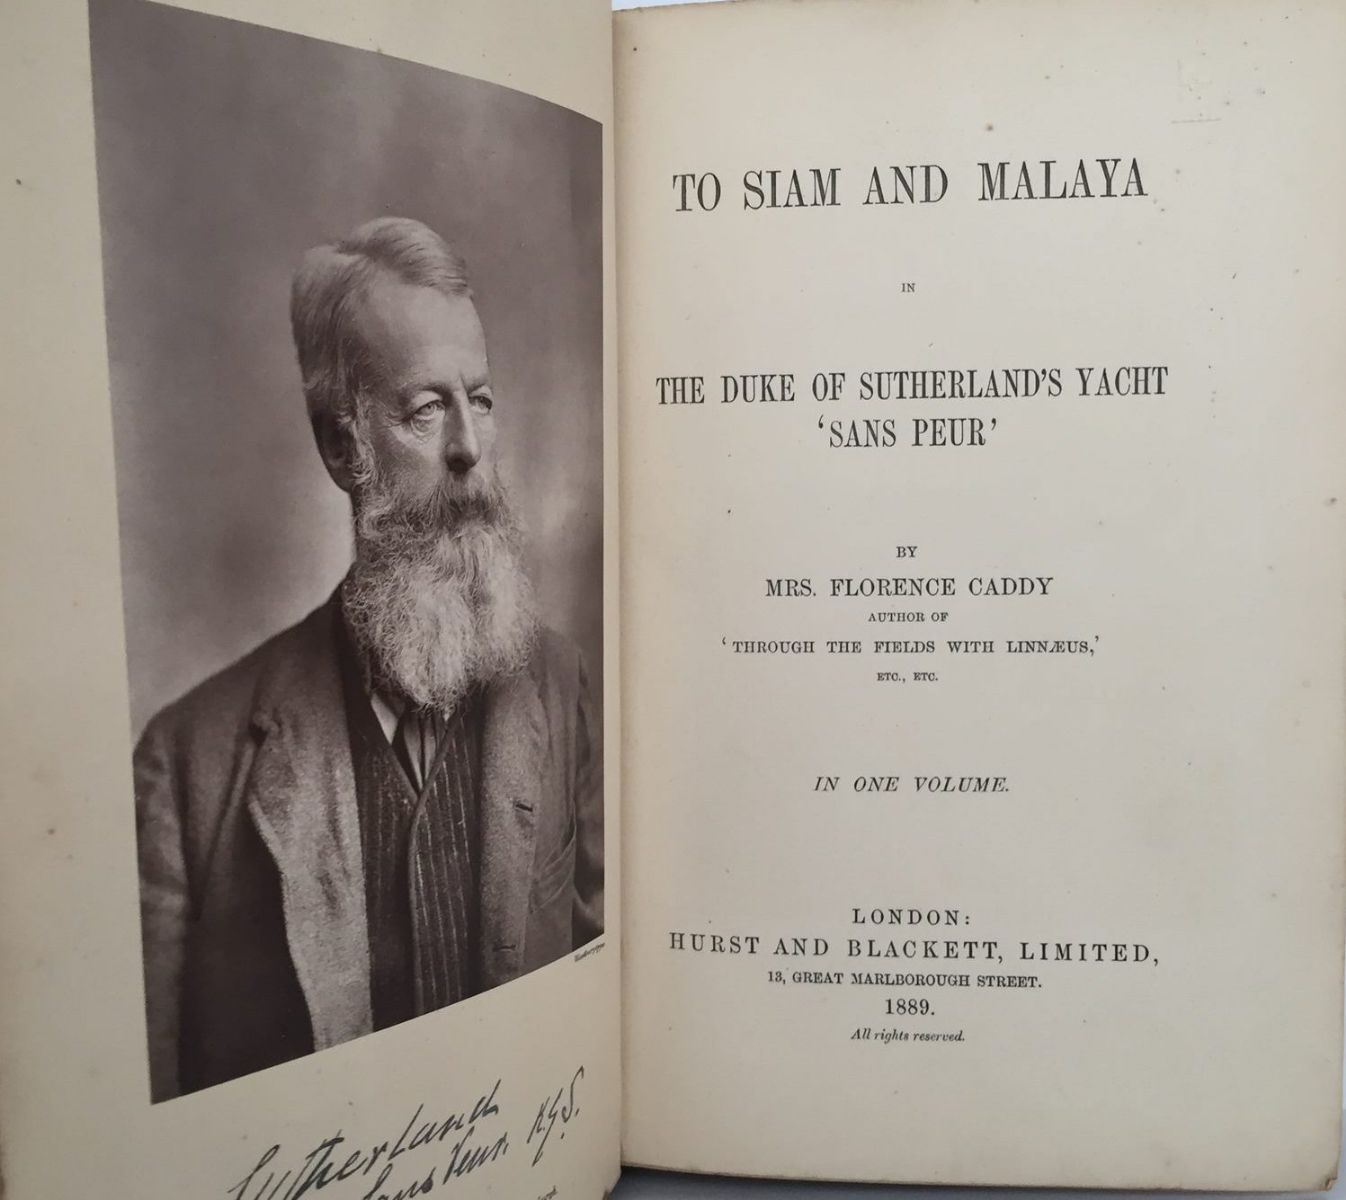 Woodburytype
Sutherland
Sans Peur. K.G.S.
TO SIAM AND MALAYA
IN
THE DUKE OF SUTHERLAND'S YACHT
'SANS PEUR'
BY
MRS. FLORENCE CADDY
AUTHOR OF
'THROUGH THE FIELDS WITH LINNÆUS,'
ETC., ETC.
IN ONE VOLUME.
LONDON:
HURST AND BLACKETT, LIMITED,
13, GREAT MARLBOROUGH STREET.
1889.
All rights reserved.